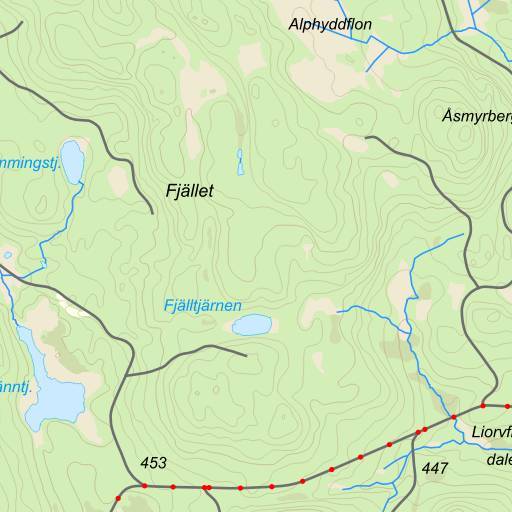 Alphyddflon
Åsmyrberg
mmingstj.
Fjället
Fjälltjärnen
änntj.
Liorvf
453
447
dale